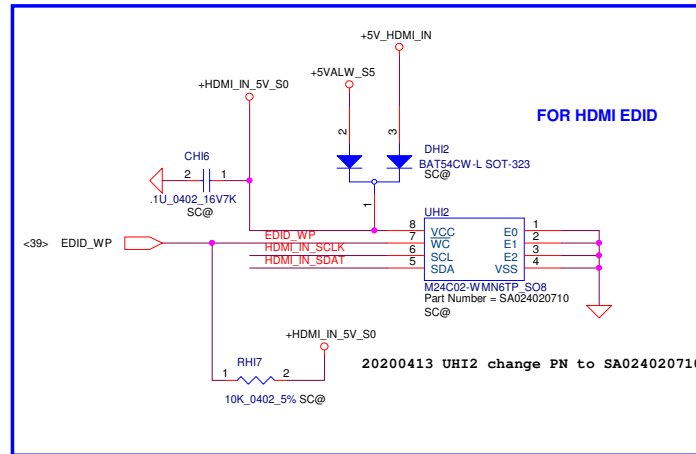 +5V_HDMI_IN
+5VALW_S5
+HDMI_IN_5V_S0
FOR HDMI EDID
2
3
DHI2
BAT54CW-L SOT-323
SC@
CHI6
2
1
.1U_0402_16V7K
SC@
1
UHI2
<39> EDID_WP
EDID_WP
HDMI_IN_SCLK
HDMI_IN_SDAT
8 VCC E0 1
7 WC E1 2
6 SCL E2 3
5 SDA VSS 4
M24C02-WMN6TP_SO8
Part Number = SA024020710
SC@
+HDMI_IN_5V_S0
RHI7
1
2
10K_0402_5% SC@
20200413 UHI2 change PN to SA024020710